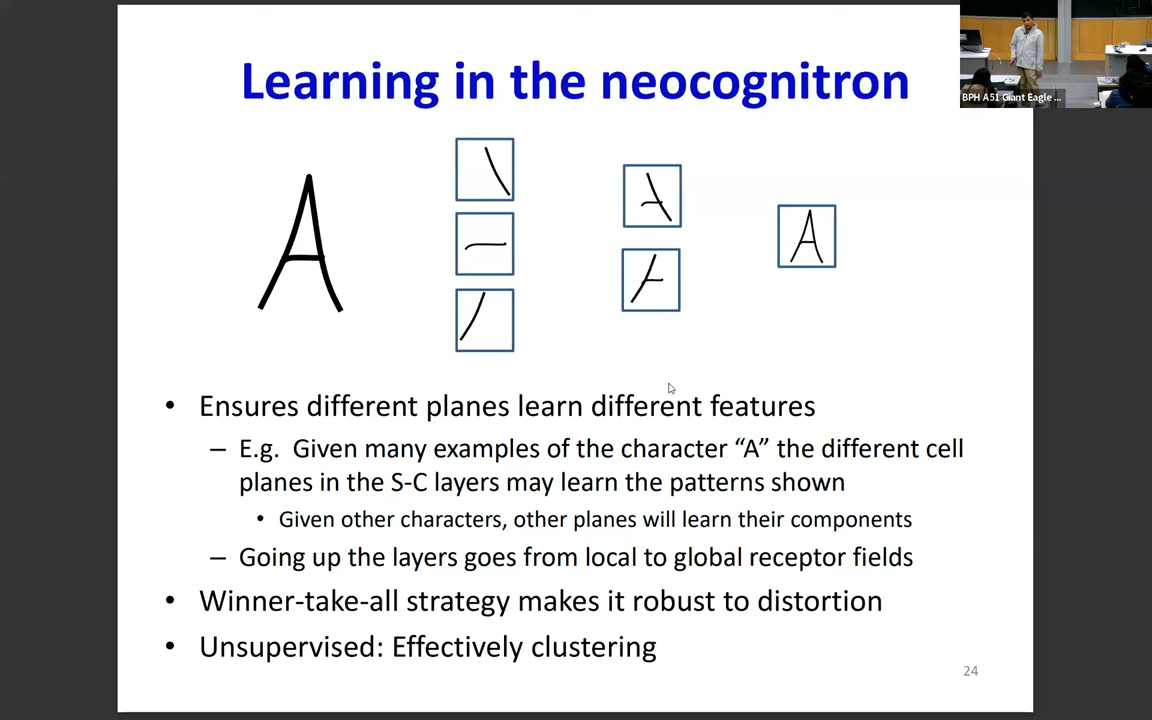 Learning in the neocognitron
BPH A51 Giant Eagle ...
A
A
• Ensures different planes learn different features
– E.g. Given many examples of the character “A” the different cell
planes in the S-C layers may learn the patterns shown
• Given other characters, other planes will learn their components
– Going up the layers goes from local to global receptor fields
• Winner-take-all strategy makes it robust to distortion
• Unsupervised: Effectively clustering
24